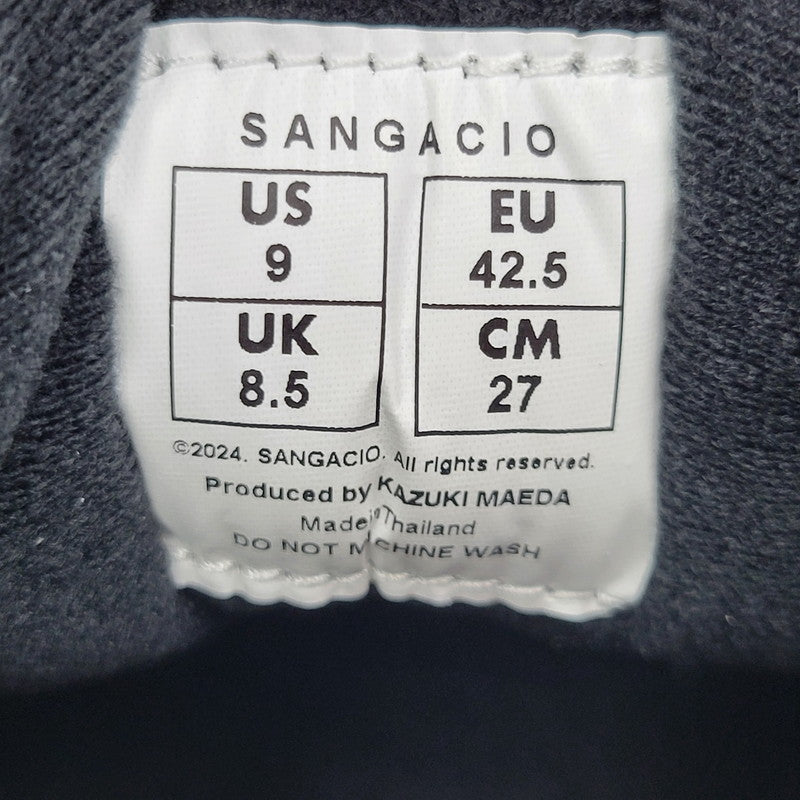 SANGACIO
US
9
EU
42.5
UK
8.5
CM
27
©2024. SANGACIO. All rights reserved.
Produced by KAZUKI MAEDA
Made in Thailand
DO NOT MACHINE WASH